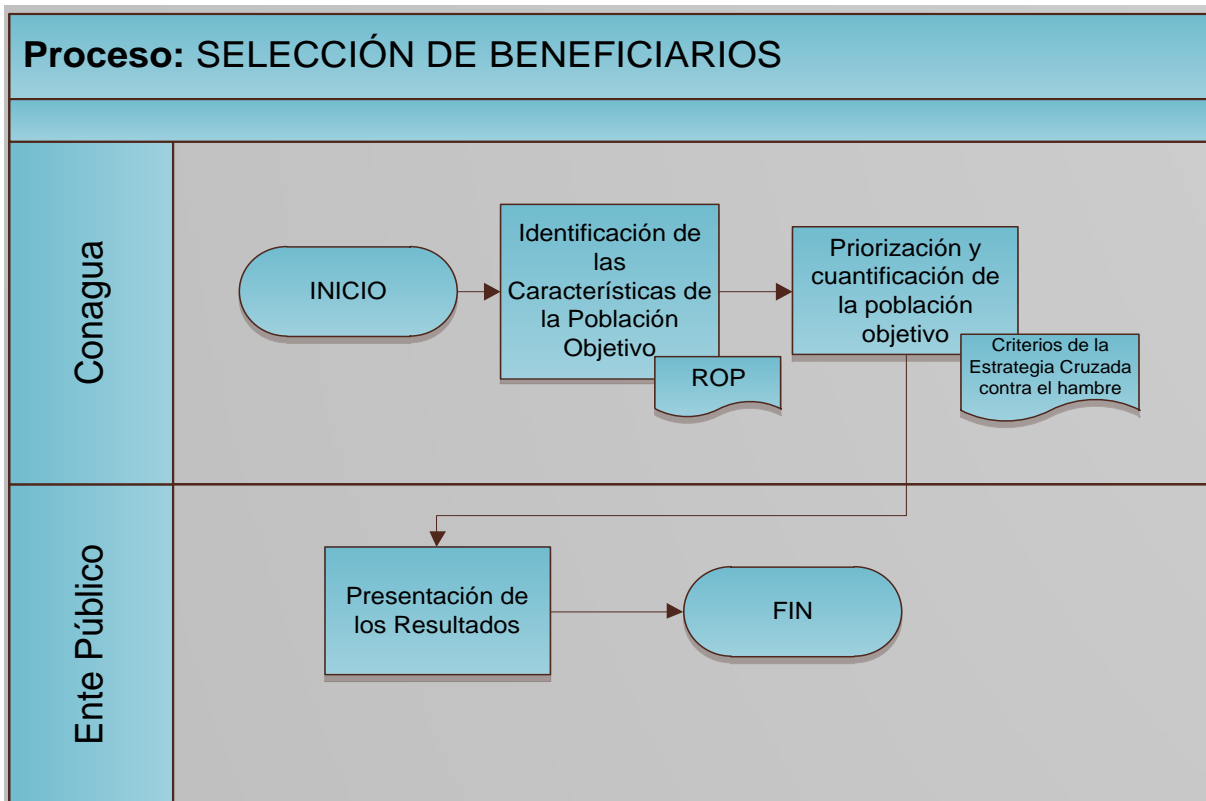 Proceso: SELECCIÓN DE BENEFICIARIOS
Conagua
INICIO
Identificación de
las
Características de
la Población
Objetivo
ROP
Priorización y
cuantificación de
la población
objetivo
Criterios de la
Estrategia Cruzada
contra el hambre
Ente Público
Presentación de
los Resultados
FIN